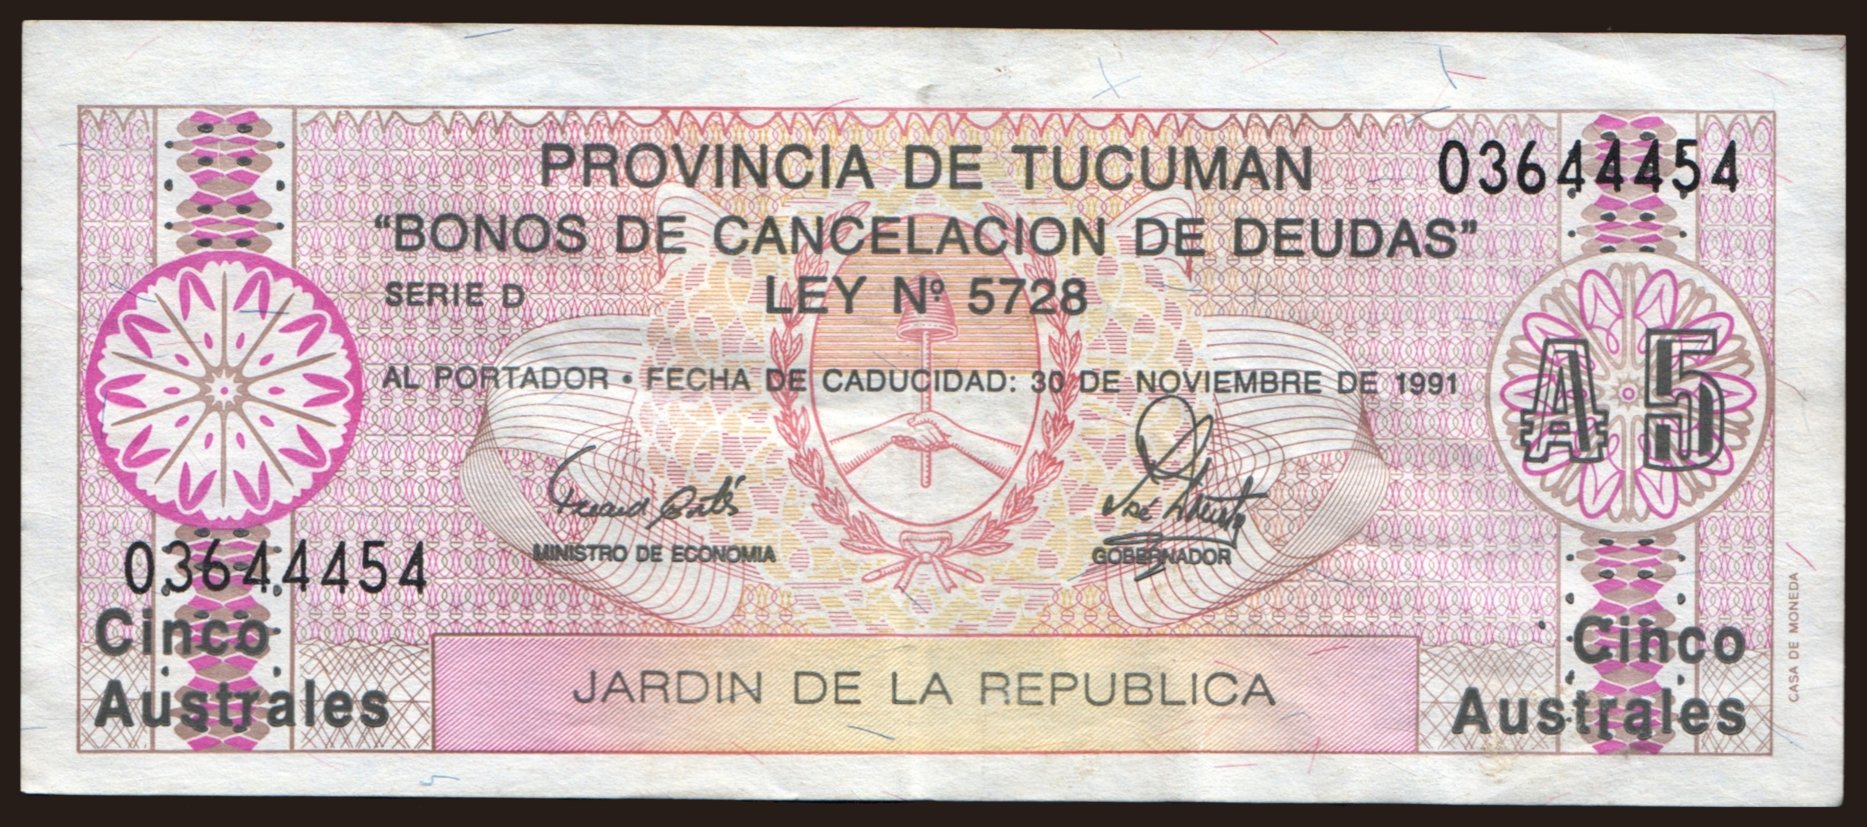 PROVINCIA DE TUCUMAN
03644454
“BONOS DE CANCELACION DE DEUDAS”
SERIE D
LEY Nº 5728
AL PORTADOR • FECHA DE CADUCIDAD: 30 DE NOVIEMBRE DE 1991
₳ 5
MINISTRO DE ECONOMIA
GOBERNADOR
03644454
Cinco
Australes
Cinco
Australes
JARDIN DE LA REPUBLICA
CASA DE MONEDA